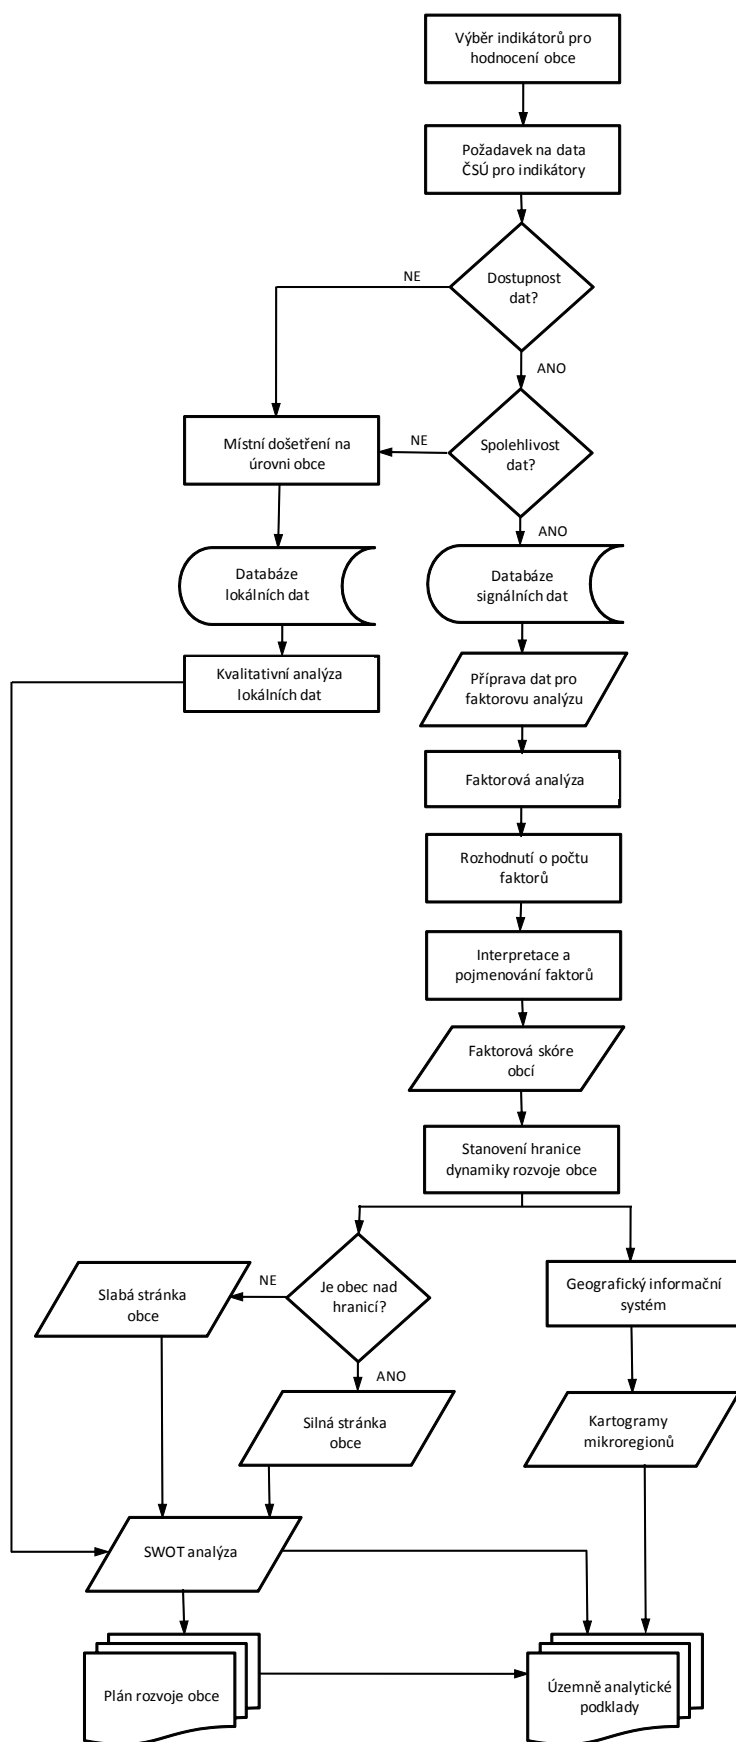 Výběr indikátorů pro
hodnocení obce
Požadavek na data
ČSÚ pro indikátory
Dostupnost
dat?
NE
ANO
Spolehlivost
dat?
NE
ANO
Místní došetření na
úrovni obce
Databáze
lokálních dat
Databáze
signálních dat
Kvalitativní analýza
lokálních dat
Příprava dat pro
faktorovu analýzu
Faktorová analýza
Rozhodnutí o počtu
faktorů
Interpretace a
pojmenování faktorů
Faktorová skóre
obcí
Stanovení hranice
dynamiky rozvoje obce
Je obec nad
hranicí?
NE
ANO
Slabá stránka
obce
Geografický informační
systém
Silná stránka
obce
Kartogramy
mikroregionů
SWOT analýza
Plán rozvoje obce
Územně analytické
podklady